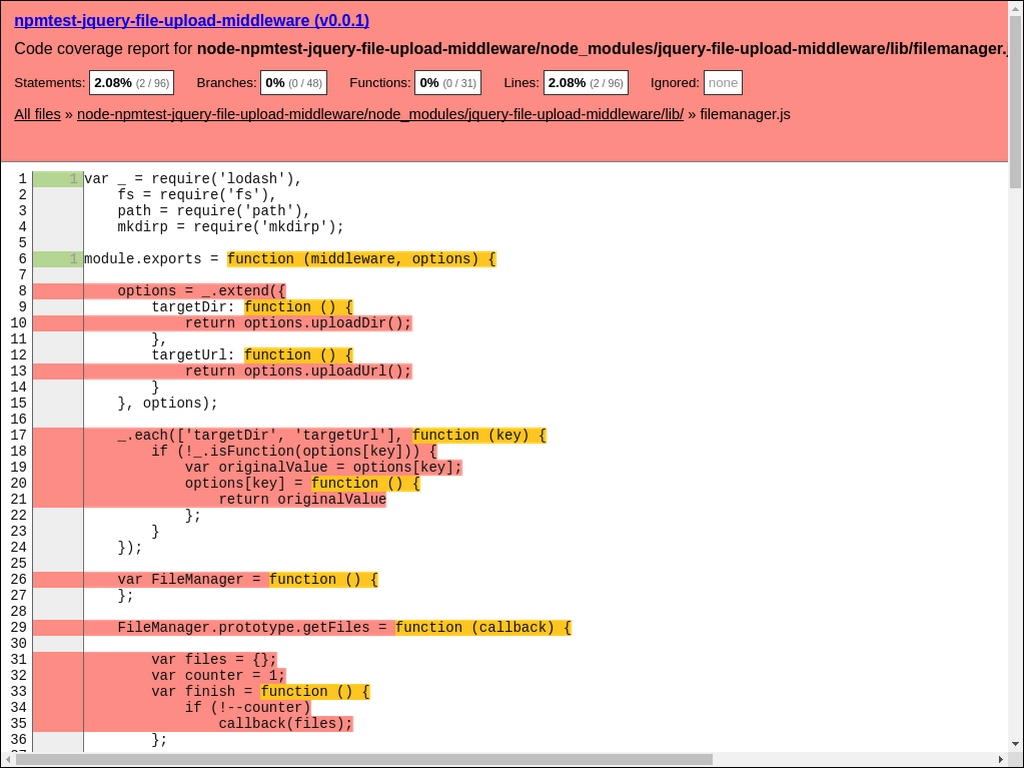 npmtest-jquery-file-upload-middleware (v0.0.1)
Code coverage report for node-npmtest-jquery-file-upload-middleware/node_modules/jquery-file-upload-middleware/lib/filemanager.j
Statements: 2.08% (2 / 96) Branches: 0% (0 / 48) Functions: 0% (0 / 31) Lines: 2.08% (2 / 96) Ignored: none
All files » node-npmtest-jquery-file-upload-middleware/node_modules/jquery-file-upload-middleware/lib/ » filemanager.js
1 1 var _ = require('lodash'),
2     fs = require('fs'),
3     path = require('path'),
4     mkdirp = require('mkdirp');
5
6 1 module.exports = function (middleware, options) {
7
8     options = _.extend({
9         targetDir: function () {
10             return options.uploadDir();
11         },
12         targetUrl: function () {
13             return options.uploadUrl();
14         }
15     }, options);
16
17     _.each(['targetDir', 'targetUrl'], function (key) {
18         if (!_.isFunction(options[key])) {
19             var originalValue = options[key];
20             options[key] = function () {
21                 return originalValue
22             };
23         }
24     });
25
26     var FileManager = function () {
27     };
28
29     FileManager.prototype.getFiles = function (callback) {
30
31         var files = {};
32         var counter = 1;
33         var finish = function () {
34             if (!--counter)
35                 callback(files);
36         };